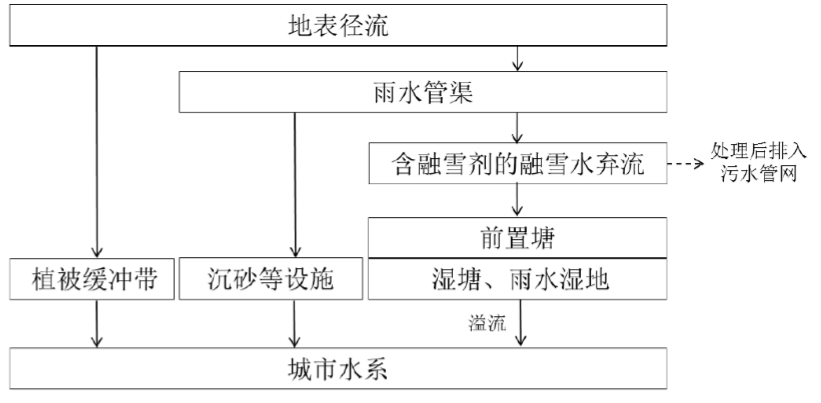 地表径流
雨水管渠
含融雪剂的融雪水弃流
处理后排入
污水管网
前置塘
植被缓冲带
沉砂等设施
湿塘、雨水湿地
溢流
城市水系